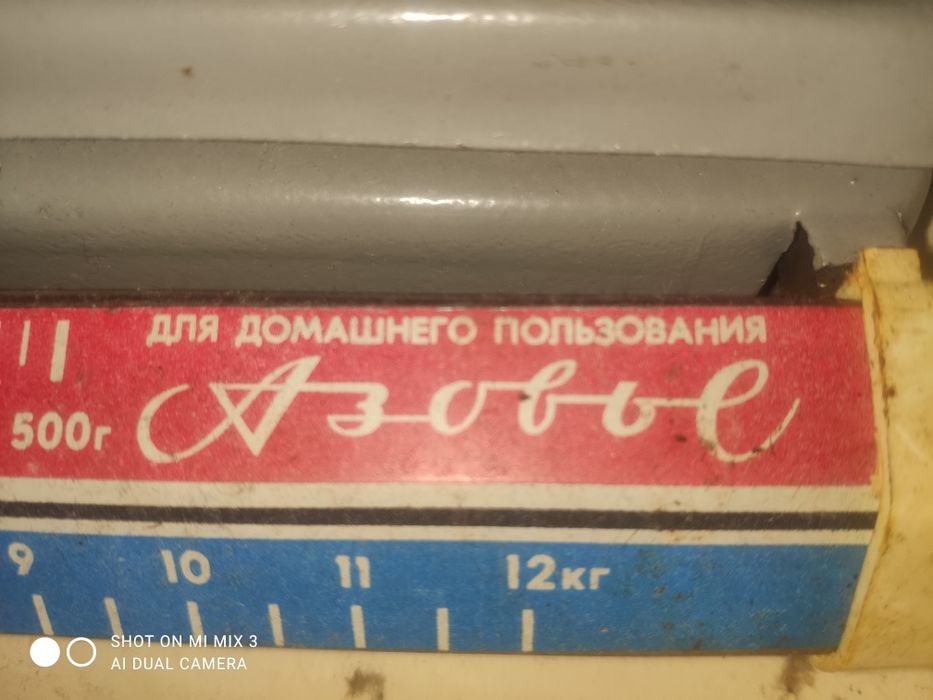 ДЛЯ ДОМАШНЕГО ПОЛЬЗОВАНИЯ
Азовье
500г
9 10 11 12кг
SHOT ON MI MIX 3
AI DUAL CAMERA